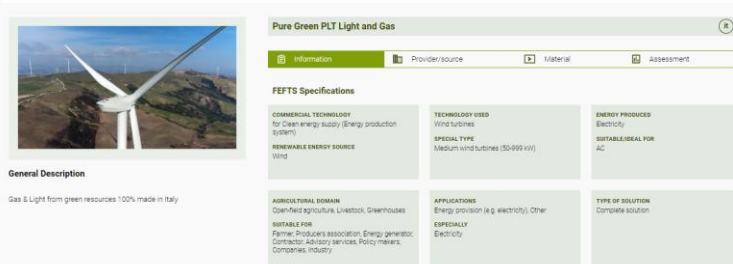 Pure Green PLT Light and Gas
it
Information
Provider/source
Material
Assessment
FEFTS Specifications
COMMERCIAL TECHNOLOGY
for Clean energy supply (Energy production
system)
RENEWABLE ENERGY SOURCE
Wind
TECHNOLOGY USED
Wind turbines
SPECIAL TYPE
Medium wind turbines (50-999 kW)
ENERGY PRODUCED
Electricity
SUITABLE/IDEAL FOR
AC
General Description
Gas & Light from green resources 100% made in Italy
AGRICULTURAL DOMAIN
Open-field agriculture, Livestock, Greenhouses
SUITABLE FOR
Farmer, Producers association, Energy generator,
Contractor, Advisory services, Policy makers,
Companies, Industry
APPLICATIONS
Energy provision (e.g. electricity), Other
ESPECIALLY
Electricity
TYPE OF SOLUTION
Complete solution